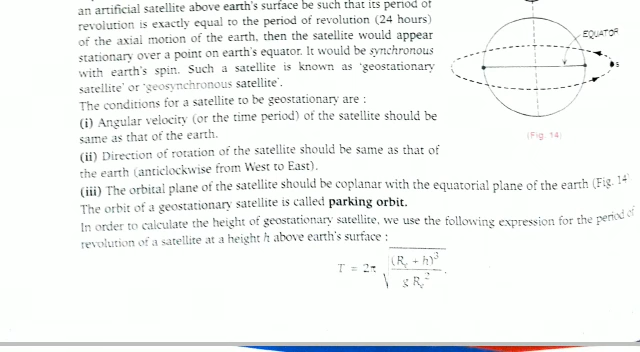 an artificial satellite above earth's surface be such that its period of
revolution is exactly equal to the period of revolution (24 hours)
of the axial motion of the earth, then the satellite would appear
stationary over a point on earth's equator. It would be synchronous
with earth's spin. Such a satellite is known as 'geostationary
satellite' or 'geosynchronous satellite'.
The conditions for a satellite to be geostationary are :
(i) Angular velocity (or the time period) of the satellite should be
same as that of the earth.
(ii) Direction of rotation of the satellite should be same as that of
the earth (anticlockwise from West to East).
EQUATOR
S
(Fig. 14)
(iii) The orbital plane of the satellite should be coplanar with the equatorial plane of the earth (Fig. 14
The orbit of a geostationary satellite is called parking orbit.
In order to calculate the height of geostationary satellite, we use the following expression for the period of
revolution of a satellite at a height h above earth's surface :
T = 2π √((Re + h)³ / g Re²) .